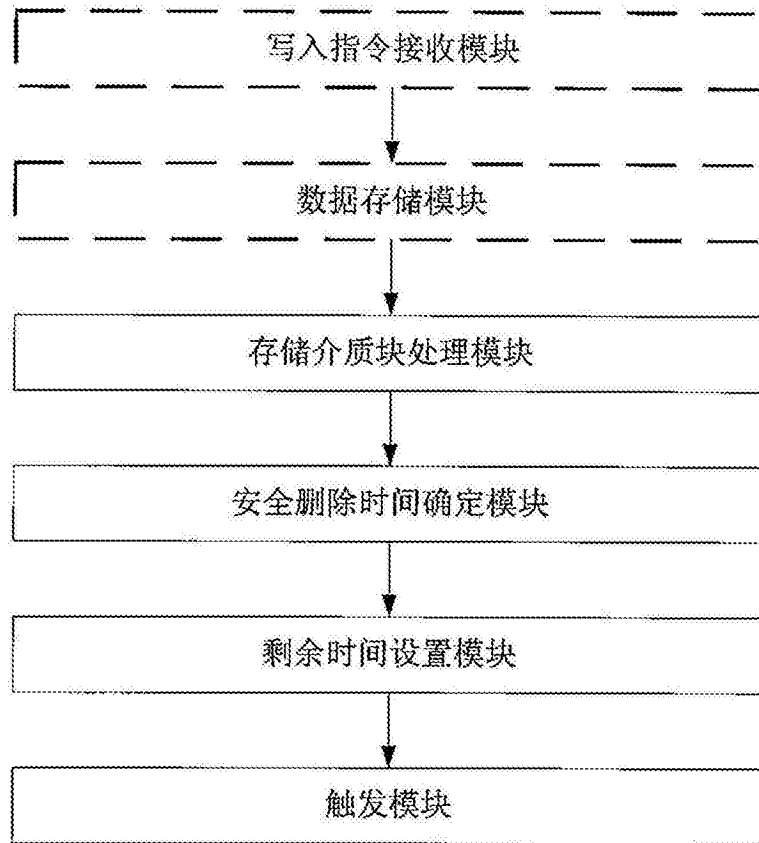 写入指令接收模块
数据存储模块
存储介质块处理模块
安全删除时间确定模块
剩余时间设置模块
触发模块